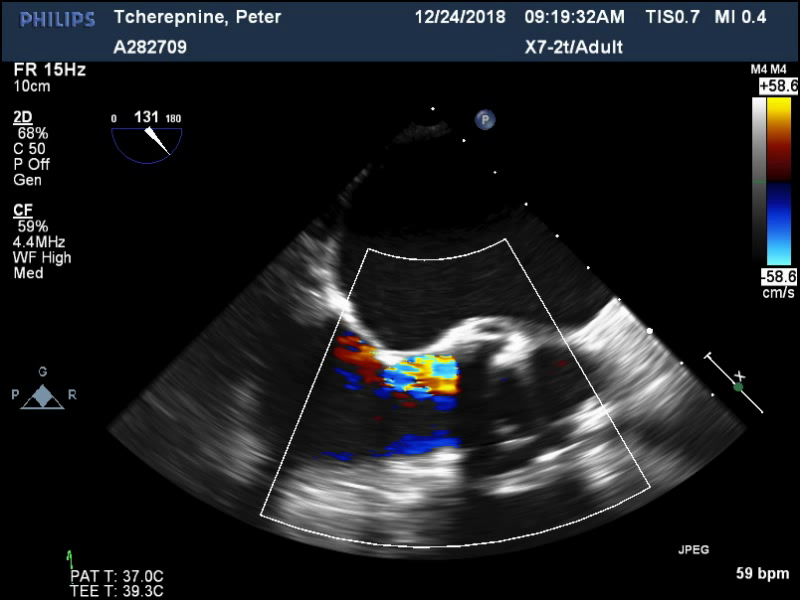 PHILIPS Tcherepnine, Peter 12/24/2018 09:19:32AM TIS0.7 MI 0.4
A282709 X7-2t/Adult
FR 15Hz
10cm
M4 M4
+58.6
2D
68%
C 50
P Off
Gen
0 131 180
P
CF
59%
4.4MHz
WF High
Med
-58.6
cm/s
G
P R
X
JPEG
PAT T: 37.0C
TEE T: 39.3C
59 bpm